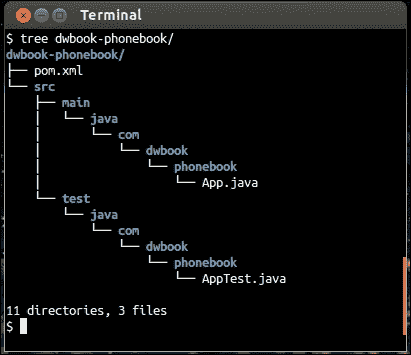 Terminal
$ tree dwbook-phonebook/
dwbook-phonebook/
├── pom.xml
└── src
    ├── main
    │   └── java
    │       └── com
    │           └── dwbook
    │               └── phonebook
    │                   └── App.java
    └── test
        └── java
            └── com
                └── dwbook
                    └── phonebook
                        └── AppTest.java
11 directories, 3 files
$